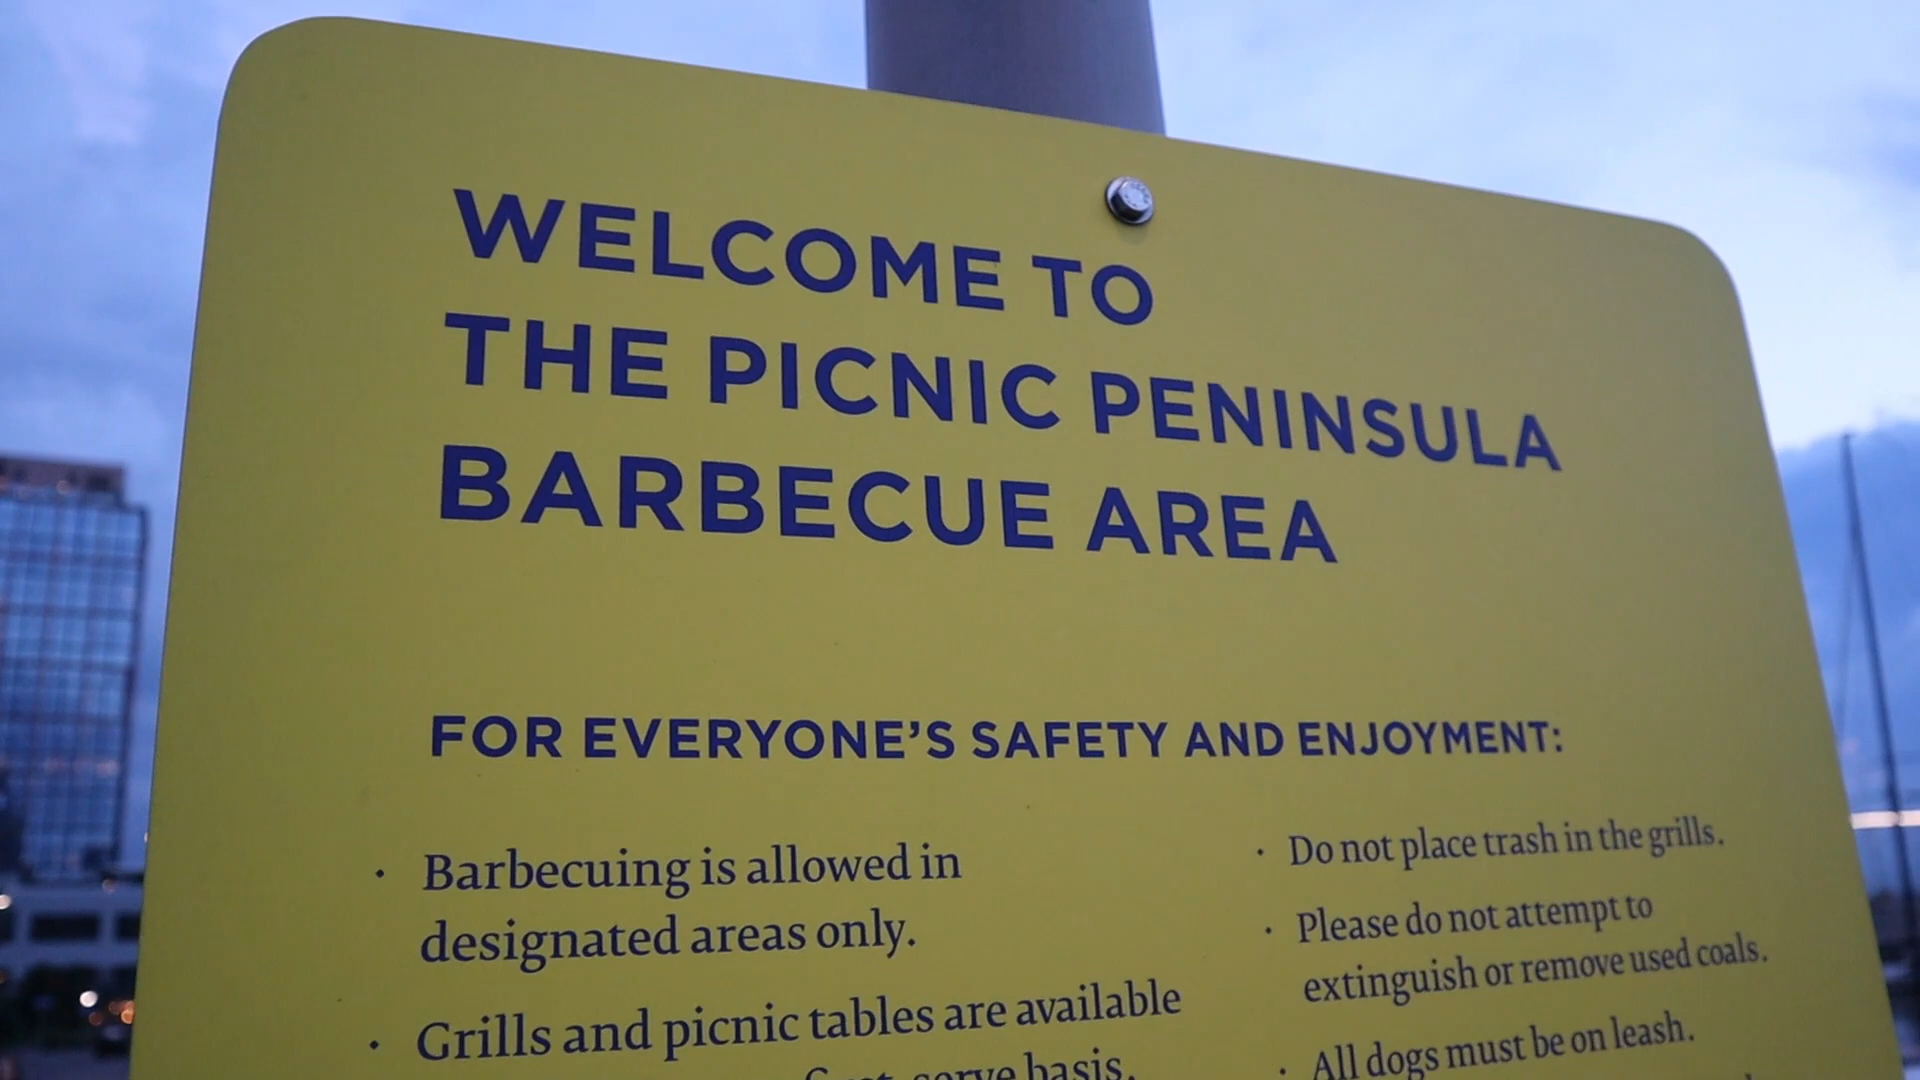 WELCOME TO
THE PICNIC PENINSULA
BARBECUE AREA
FOR EVERYONE’S SAFETY AND ENJOYMENT:
· Barbecuing is allowed in
designated areas only.
· Grills and picnic tables are available
serve basis.
· Do not place trash in the grills.
· Please do not attempt to
extinguish or remove used coals.
· All dogs must be on leash.